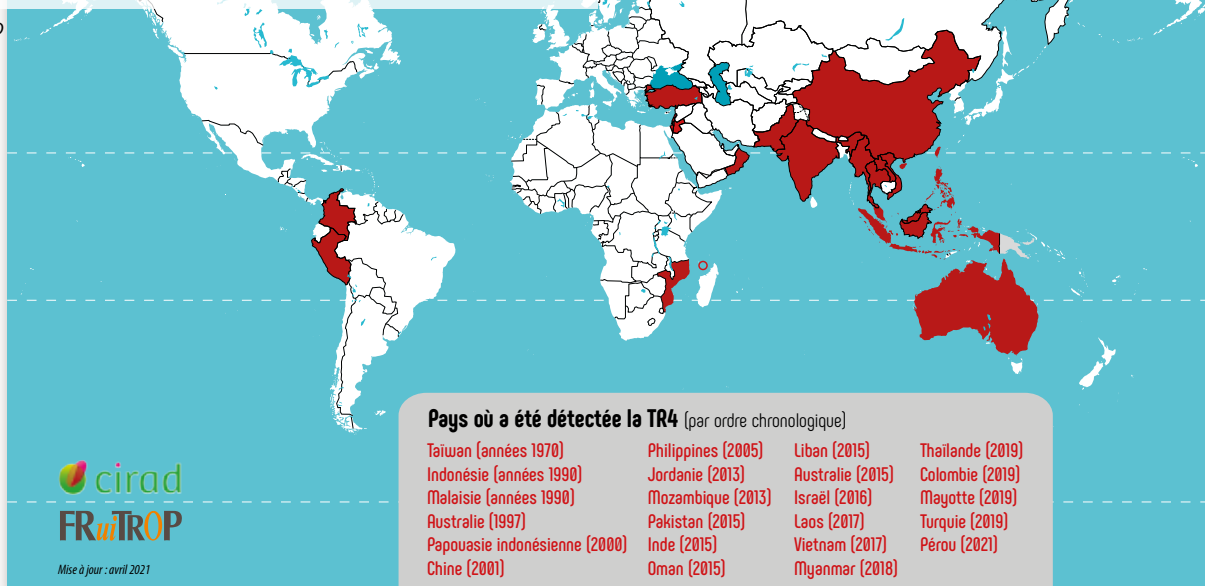 Pays où a été détectée la TR4 (par ordre chronologique)
Taïwan (années 1970)
Indonésie (années 1990)
Malaisie (années 1990)
Australie (1997)
Papouasie indonésienne (2000)
Chine (2001)
Philippines (2005)
Jordanie (2013)
Mozambique (2013)
Pakistan (2015)
Inde (2015)
Oman (2015)
Liban (2015)
Australie (2015)
Israël (2016)
Laos (2017)
Vietnam (2017)
Myanmar (2018)
Thaïlande (2019)
Colombie (2019)
Mayotte (2019)
Turquie (2019)
Pérou (2021)
cirad
FRuiTROP
Mise à jour : avril 2021